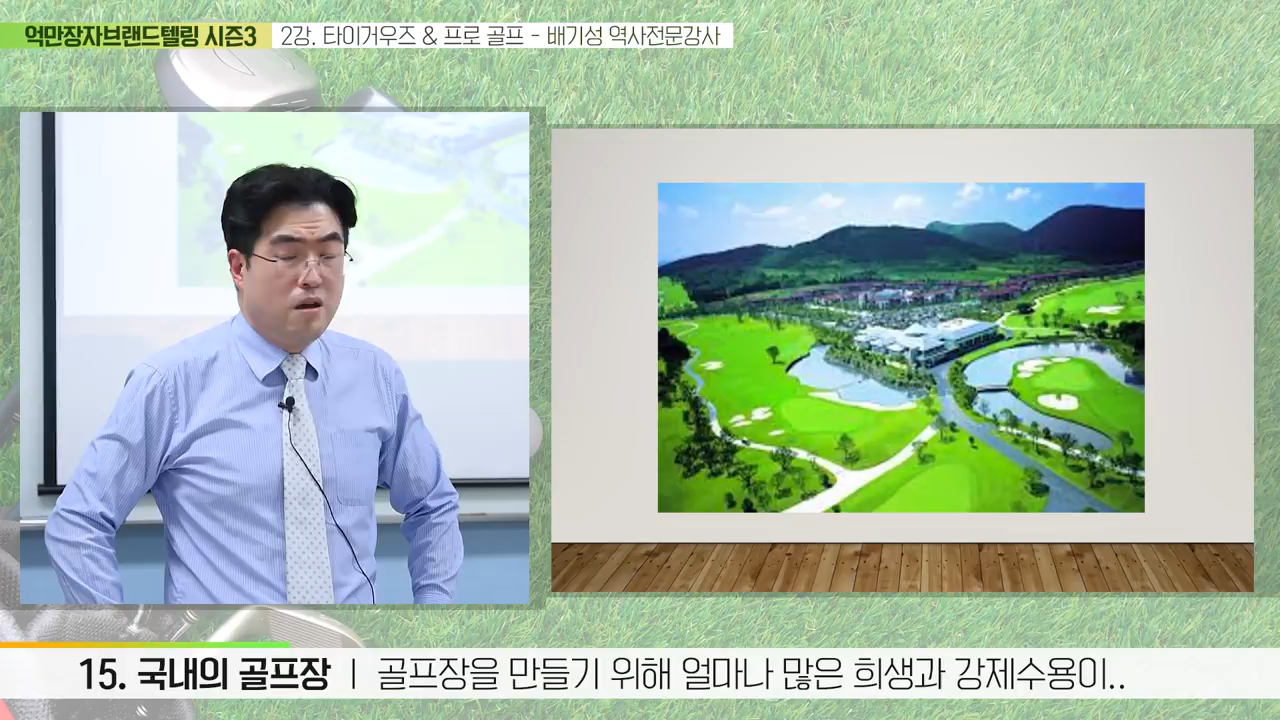 억만장자브랜드텔링 시즌3 2강. 타이거우즈 & 프로 골프 - 배기성 역사전문강사
15. 국내의 골프장 | 골프장을 만들기 위해 얼마나 많은 희생과 강제수용이..